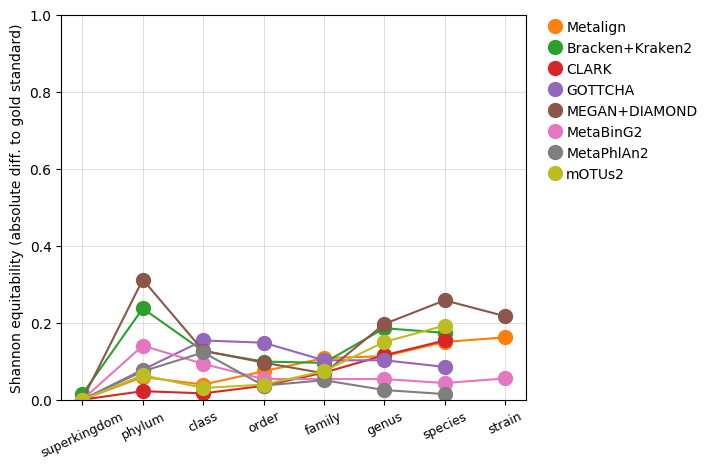 Shannon equitability (absolute diff. to gold standard)
1.0
0.8
0.6
0.4
0.2
0.0
superkingdom
phylum
class
order
family
genus
species
strain
Metalign
Bracken+Kraken2
CLARK
GOTTCHA
MEGAN+DIAMOND
MetaBinG2
MetaPhlAn2
mOTUs2